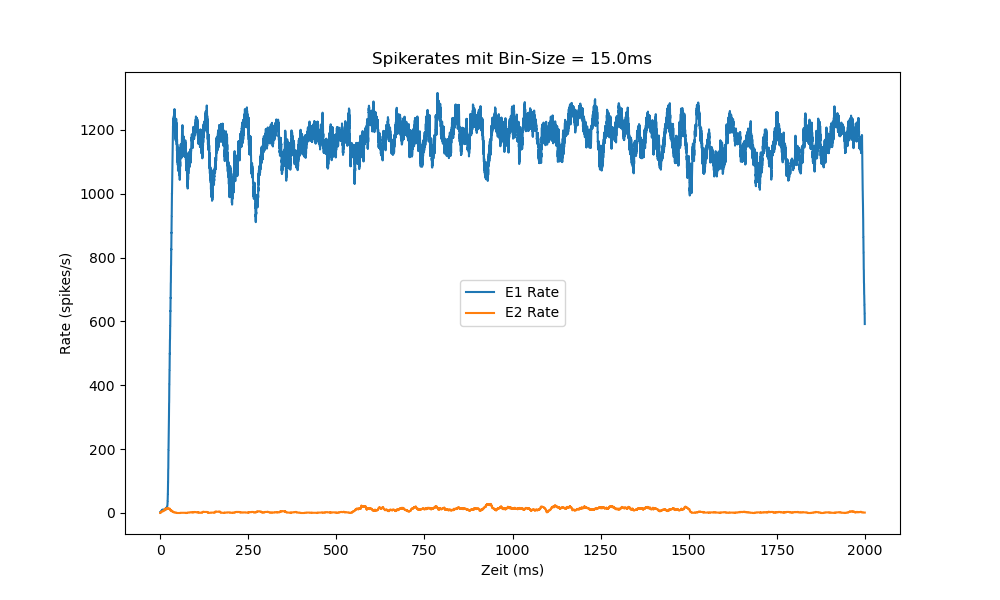 Spikerates mit Bin-Size = 15.0ms
Rate (spikes/s)
1200
1000
800
600
400
200
0
E1 Rate
E2 Rate
0 250 500 750 1000 1250 1500 1750 2000
Zeit (ms)